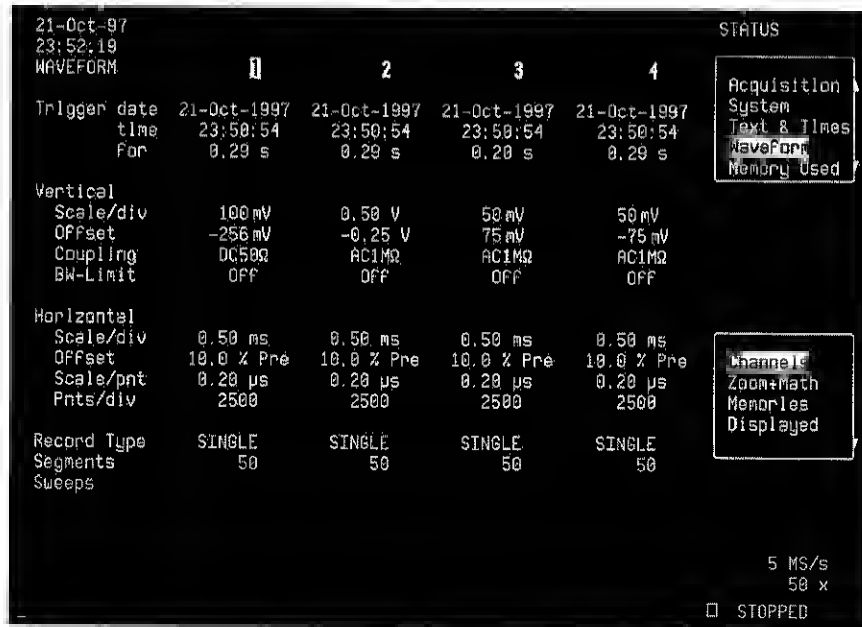 21-Oct-97
23:52:19
WAVEFORM 1 2 3 4
Trigger date 21-Oct-1997 21-Oct-1997 21-Oct-1997 21-Oct-1997
time 23:50:54 23:50:54 23:50:54 23:50:54
For 0.29 s 0.29 s 0.28 s 0.29 s
Vertical
Scale/div 100 mV 0.50 V 50 mV 50 mV
Offset -256 mV -0.25 V 75 mV -75 mV
Coupling DC50Ω AC1MΩ AC1MΩ AC1MΩ
BW-Limit Off Off Off Off
Horizontal
Scale/div 0.50 ms 0.50 ms 0.50 ms 0.50 ms
Offset 10.0 % Pre 10.0 % Pre 10.0 % Pre 10.0 % Pre
Scale/pnt 0.20 µs 0.20 µs 0.20 µs 0.20 µs
Pnts/div 2500 2500 2500 2500
Record Type SINGLE SINGLE SINGLE SINGLE
Segments 50 50 50 50
Sweeps
STATUS
Acquisition
System
Text & Times
Waveform
Memory Used
Channels
Zoom+Math
Memories
Displayed
5 MS/s
50 x
STOPPED